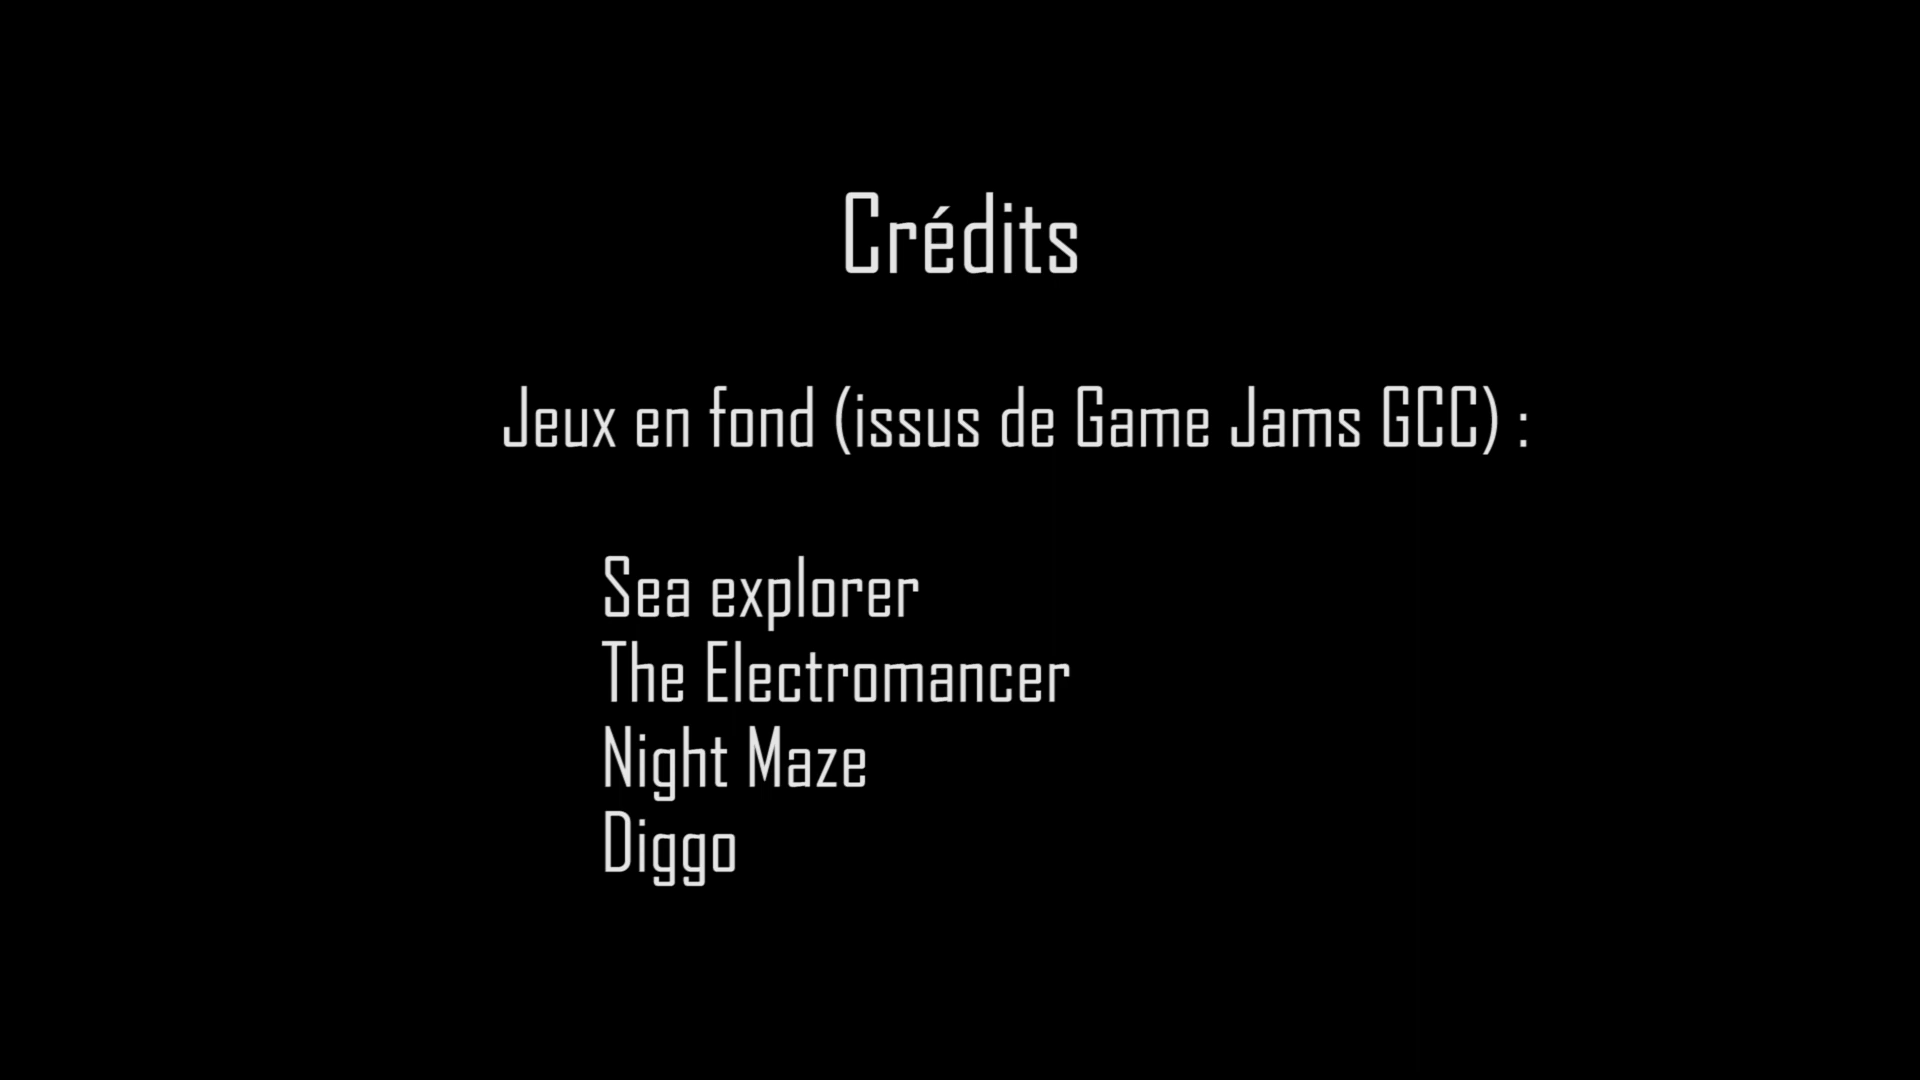 Crédits
Jeux en fond (issus de Game Jams GCC) :
Sea explorer
The Electromancer
Night Maze
Diggo